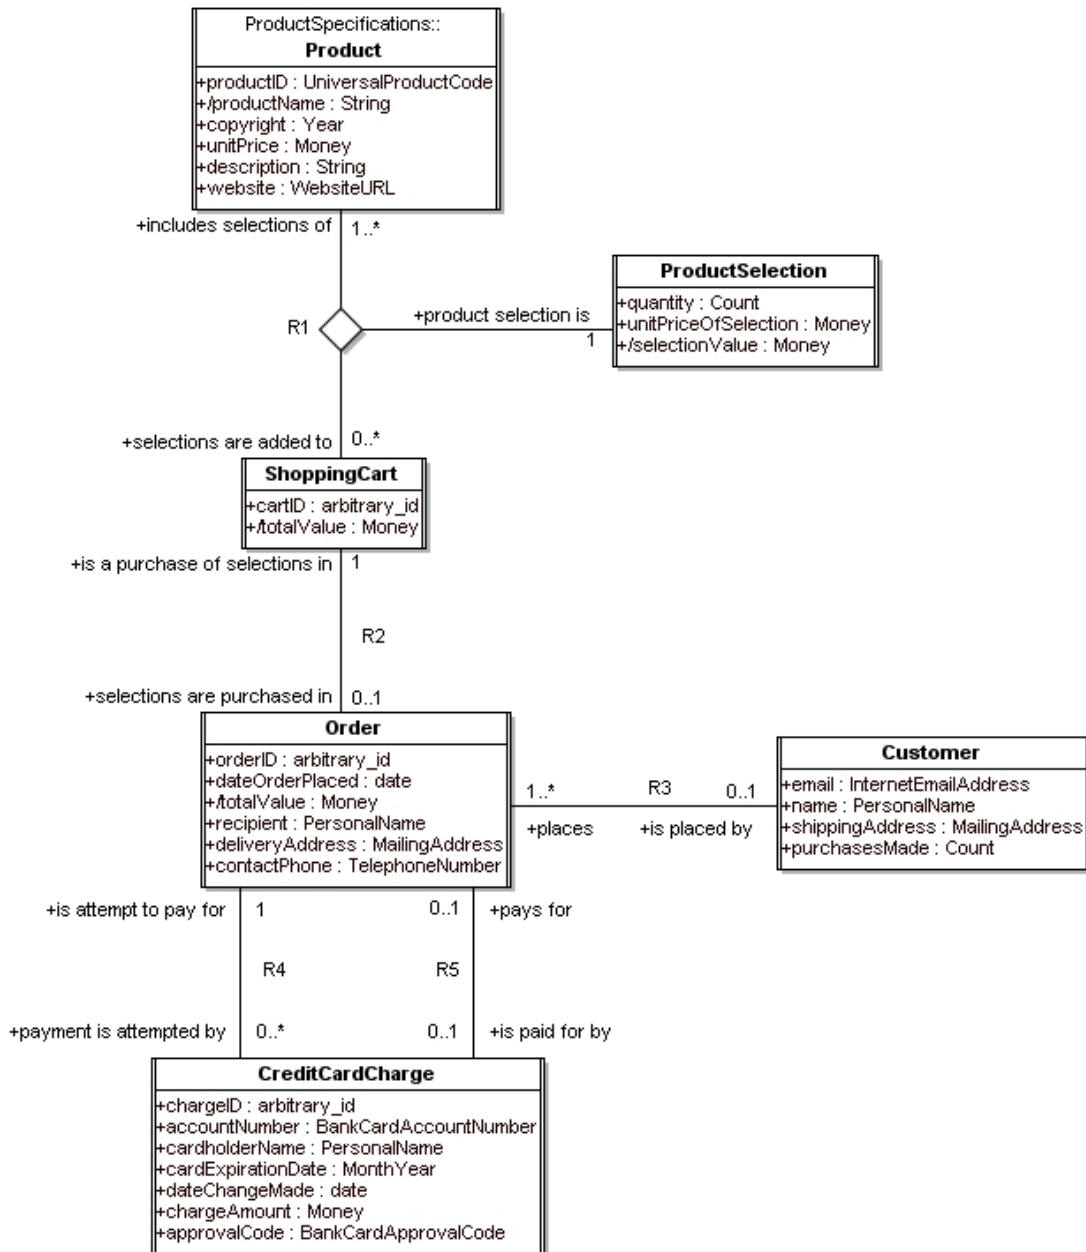 ProductSpecifications::
Product
+productID : UniversalProductCode
+/productName : String
+copyright : Year
+unitPrice : Money
+description : String
+website : WebsiteURL
+includes selections of 1..*
ProductSelection
+quantity : Count
+unitPriceOfSelection : Money
+/selectionValue : Money
R1
+product selection is
1
+selections are added to 0..*
ShoppingCart
+cartID : arbitrary_id
+/totalValue : Money
+is a purchase of selections in 1
R2
+selections are purchased in 0..1
Order
+orderID : arbitrary_id
+dateOrderPlaced : date
+/totalValue : Money
+recipient : PersonalName
+deliveryAddress : MailingAddress
+contactPhone : TelephoneNumber
1..* R3 0..1
+places +is placed by
Customer
+email : InternetEmailAddress
+name : PersonalName
+shippingAddress : MailingAddress
+purchasesMade : Count
+is attempt to pay for 1 0..1 +pays for
R4 R5
+payment is attempted by 0..* 0..1 +is paid for by
CreditCardCharge
+chargeID : arbitrary_id
+accountNumber : BankCardAccountNumber
+cardholderName : PersonalName
+cardExpirationDate : MonthYear
+dateChangeMade : date
+chargeAmount : Money
+approvalCode : BankCardApprovalCode